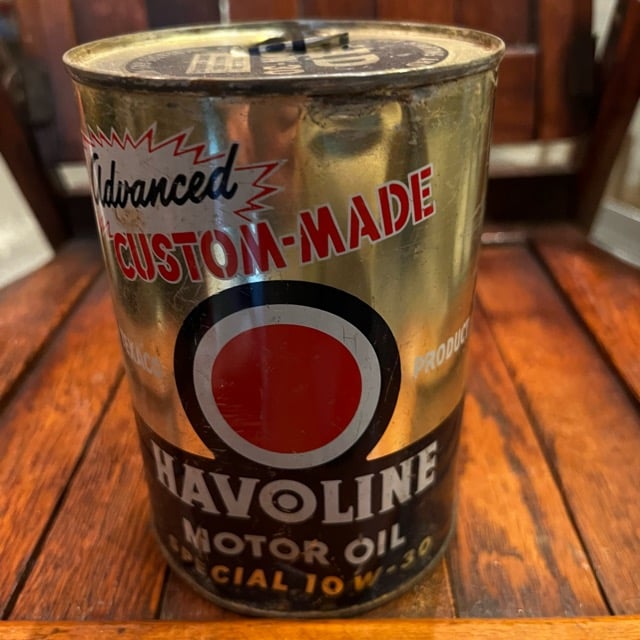 Advanced
CUSTOM-MADE
PRODUCT
HAVOLINE
MOTOR OIL
SPECIAL 10W-30